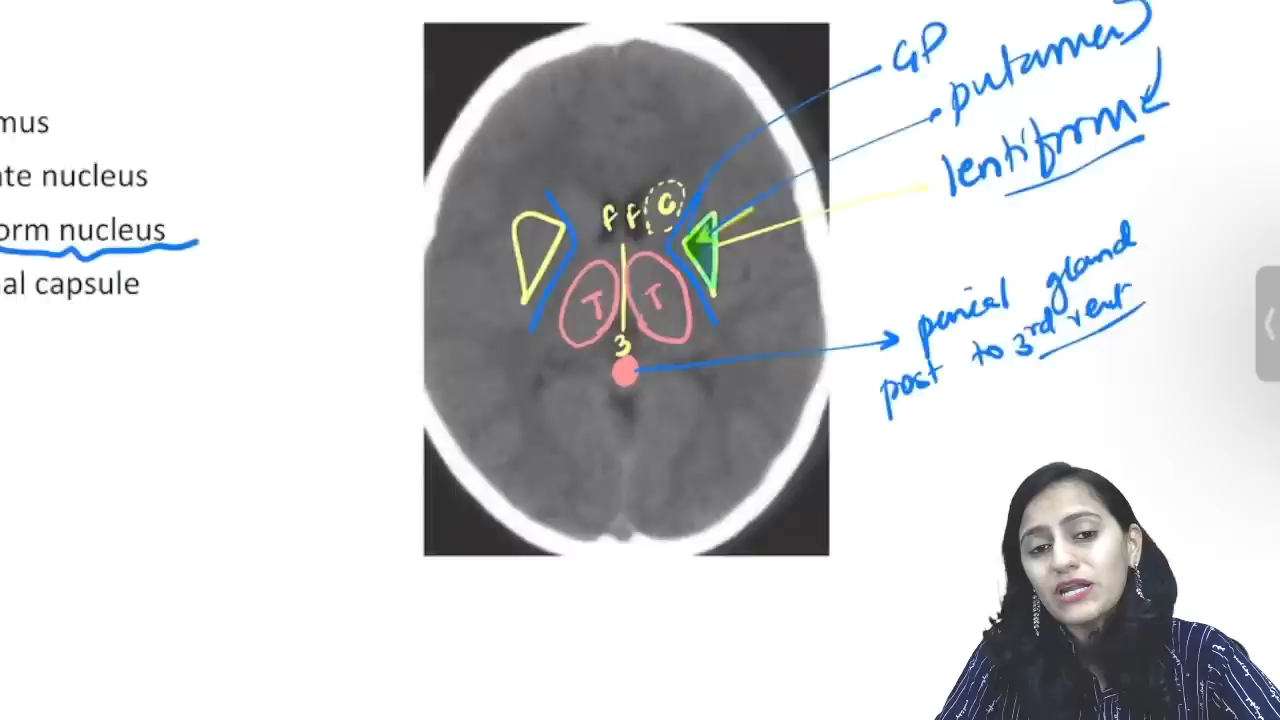 mus
te nucleus
orm nucleus
al capsule
GP
putamen
lentiform
F F C
T T
3
pineal gland
post to 3rd vent